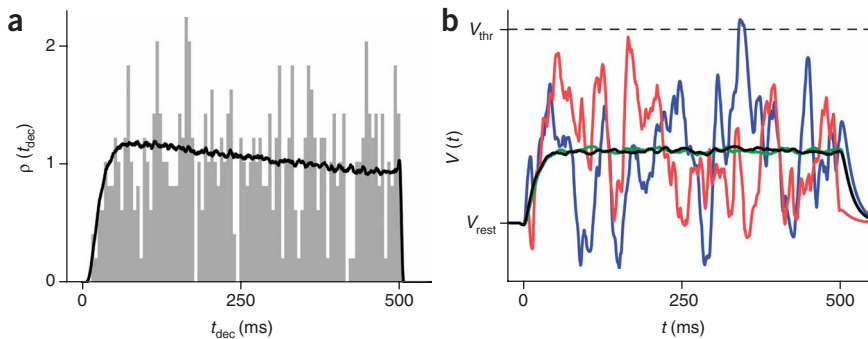 a
2
1
0
ρ (t_dec)
0
250
500
t_dec (ms)
b
V_thr
V_rest
V (t)
0
250
500
t (ms)